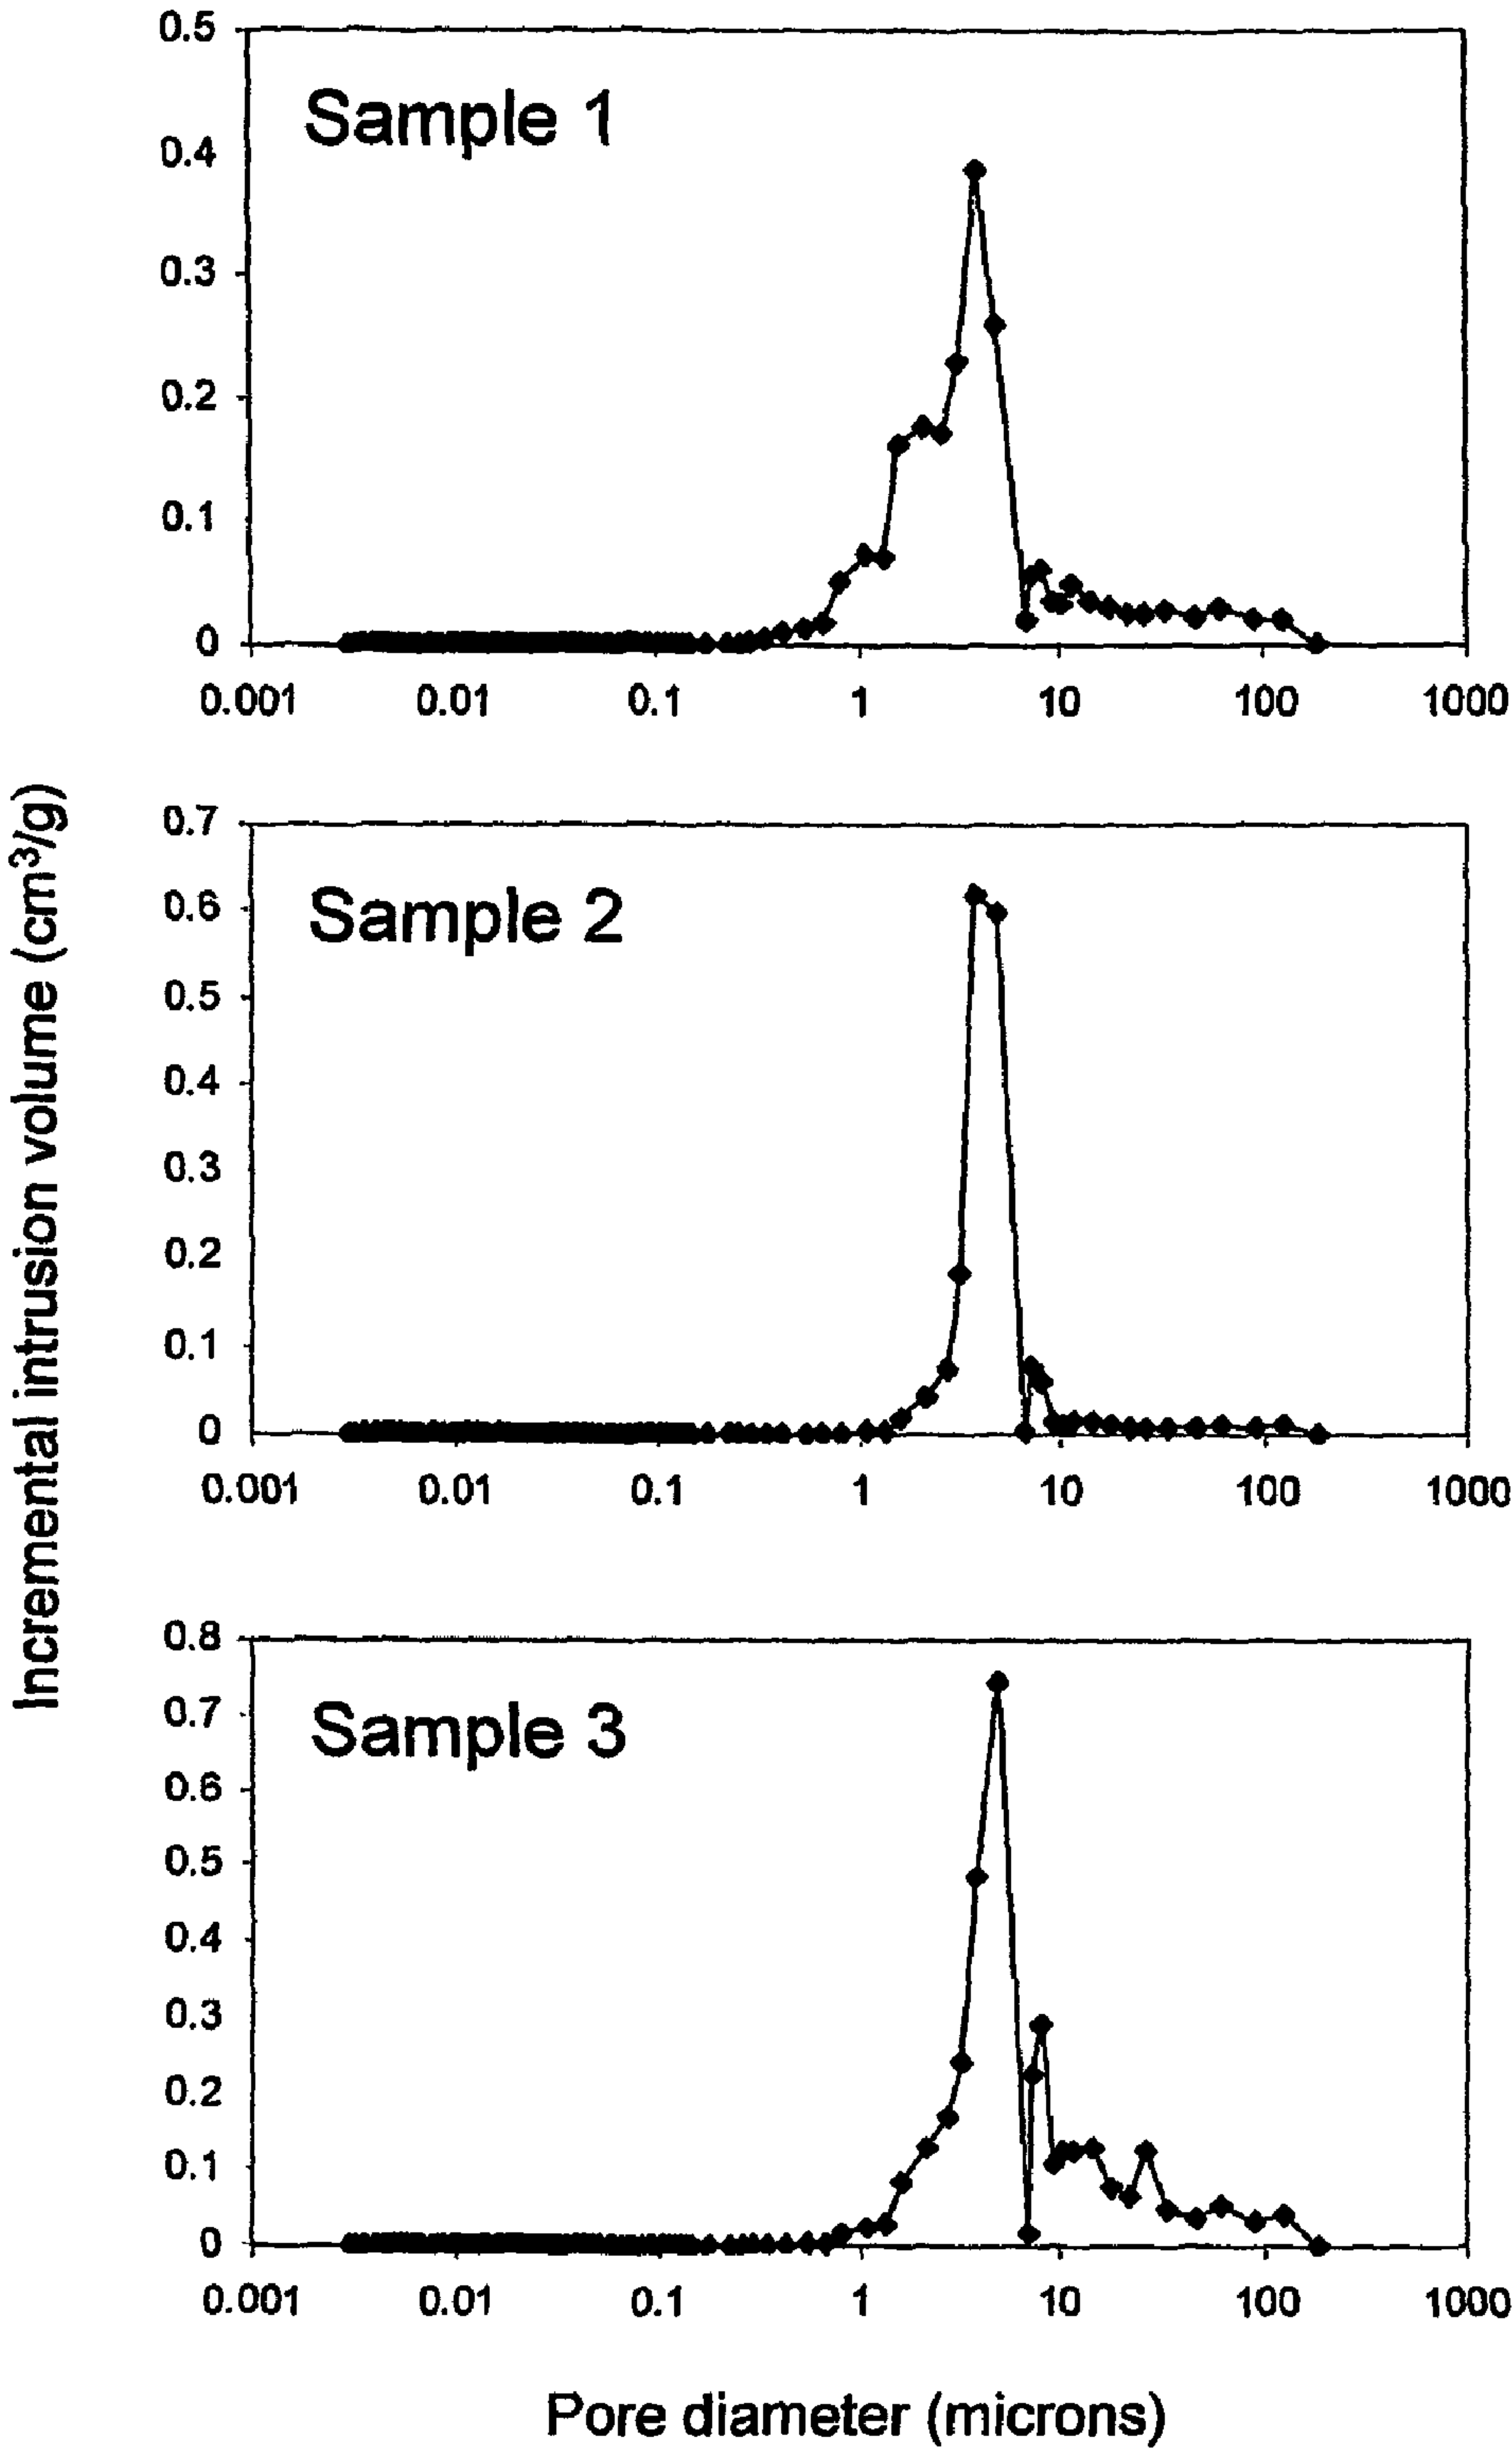 Incremental intrusion volume (cm³/g)
Sample 1
0.5
0.4
0.3
0.2
0.1
0
0.001 0.01 0.1 1 10 100 1000
Sample 2
0.7
0.6
0.5
0.4
0.3
0.2
0.1
0
0.001 0.01 0.1 1 10 100 1000
Sample 3
0.8
0.7
0.6
0.5
0.4
0.3
0.2
0.1
0
0.001 0.01 0.1 1 10 100 1000
Pore diameter (microns)